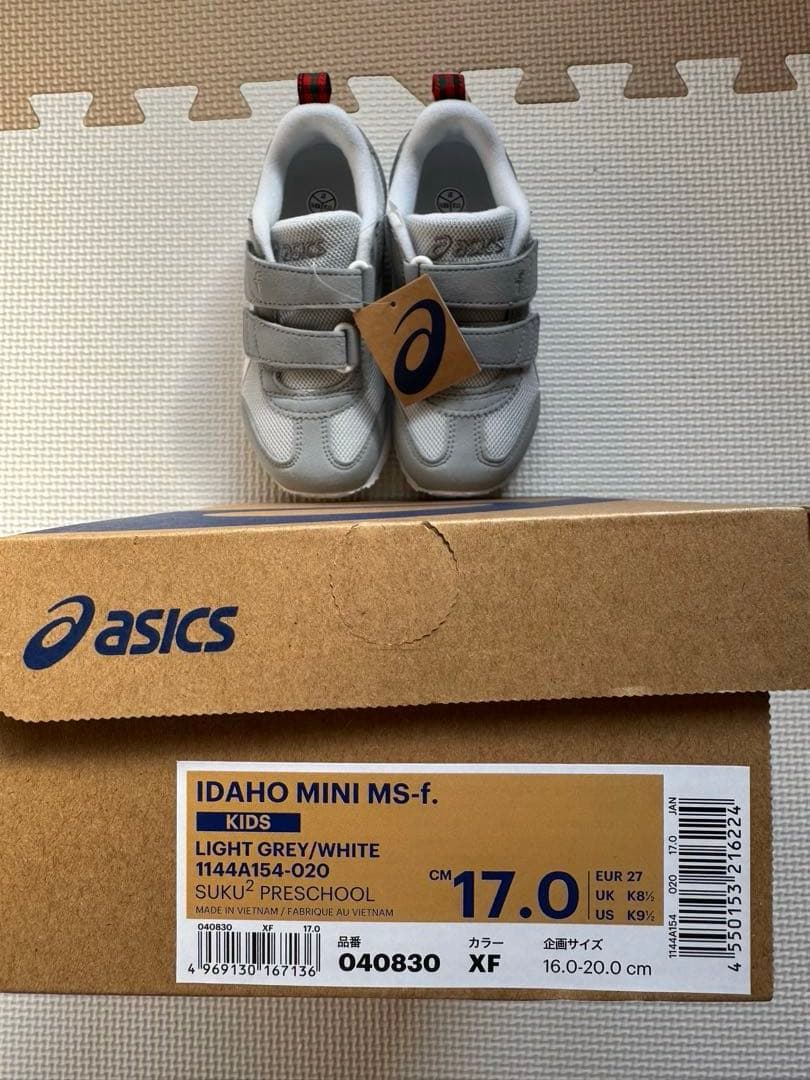 asics
asics
asics
IDAHO MINI MS-f.
KIDS
LIGHT GREY/WHITE
1144A154-020
SUKU2 PRESCHOOL
MADE IN VIETNAM / FABRIQUE AU VIETNAM
CM 17.0
EUR 27
UK K8½
US K9½
040830 XF 17.0
4 969130 167136
品番 カラー 企画サイズ
040830 XF 16.0-20.0 cm
1144A154 020 17.0 JAN
4 550153 216224